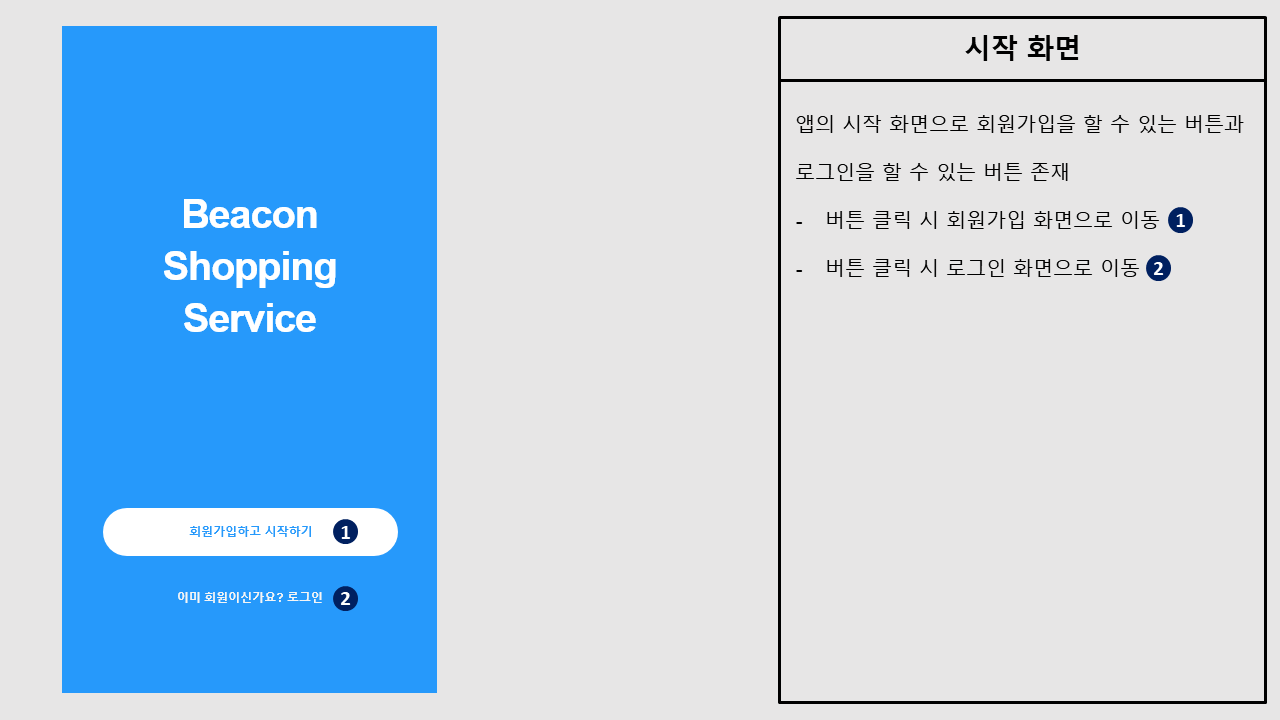 Beacon
Shopping
Service
회원가입하고 시작하기 1
이미 회원이신가요? 로그인 2
시작 화면
앱의 시작 화면으로 회원가입을 할 수 있는 버튼과
로그인을 할 수 있는 버튼 존재
- 버튼 클릭 시 회원가입 화면으로 이동 1
- 버튼 클릭 시 로그인 화면으로 이동 2